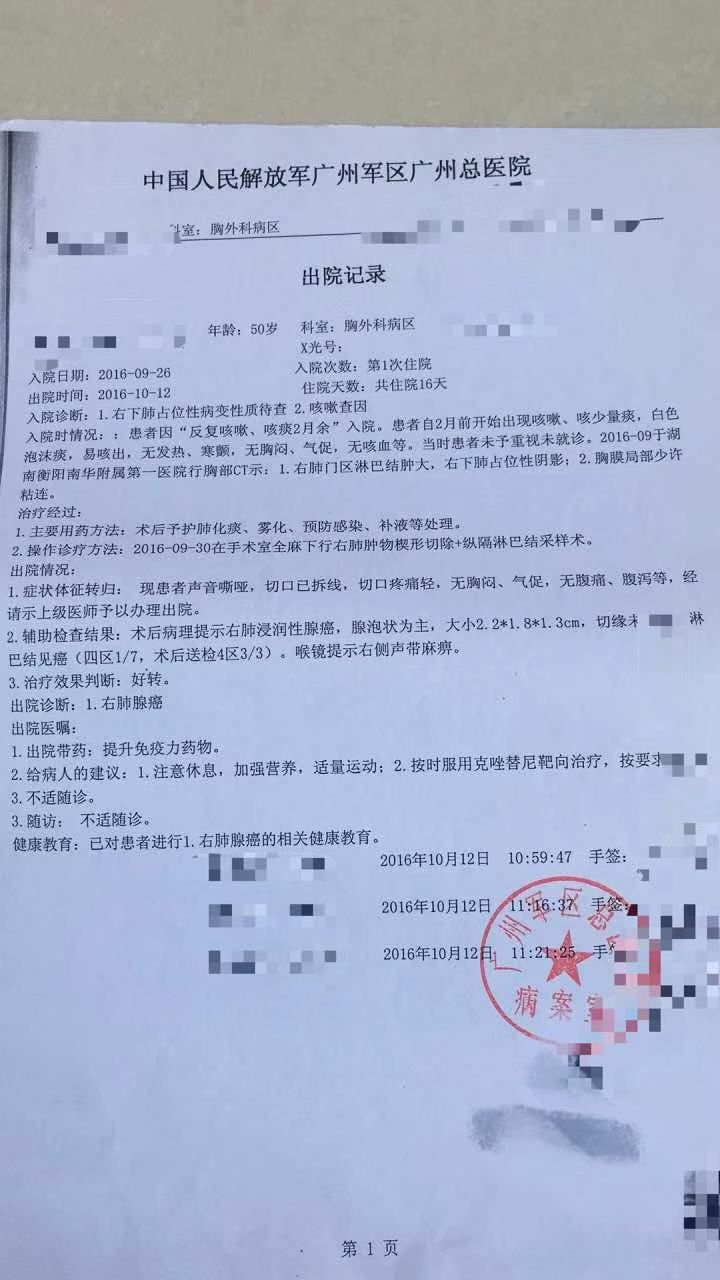 中国人民解放军广州军区广州总医院
科室：胸外科病区
出院记录
年龄：50岁 科室：胸外科病区
X光号：
入院日期：2016-09-26 入院次数：第1次住院
出院时间：2016-10-12 住院天数：共住院16天
入院诊断：1.右下肺占位性病变性质待查 2.咳嗽查因
入院时情况：：患者因“反复咳嗽、咳痰2月余”入院。患者自2月前开始出现咳嗽、咳少量痰，白色
泡沫痰，易咳出，无发热、寒颤，无胸闷、气促，无咳血等。当时患者未予重视未就诊。2016-09于湖
南衡阳南华附属第一医院行胸部CT示：1.右肺门区淋巴结肿大，右下肺占位性阴影；2.胸膜局部少许
粘连。
治疗经过：
1.主要用药方法：术后予护肺化痰、雾化、预防感染、补液等处理。
2.操作诊疗方法：2016-09-30在手术室全麻下行右肺肿物楔形切除+纵隔淋巴结采样术。
出院情况：
1.症状体征转归： 现患者声音嘶哑，切口已拆线，切口疼痛轻，无胸闷、气促，无腹痛、腹泻等，经
请示上级医师予以办理出院。
2.辅助检查结果：术后病理提示右肺浸润性腺癌，腺泡状为主，大小2.2*1.8*1.3cm，切缘未 淋
巴结见癌（四区1/7，术后送检4区3/3）。喉镜提示右侧声带麻痹。
3.治疗效果判断：好转。
出院诊断：1.右肺腺癌
出院医嘱：
1.出院带药：提升免疫力药物。
2.给病人的建议：1.注意休息，加强营养，适量运动；2.按时服用克唑替尼靶向治疗，按要求
3.不适随诊。
3.随访： 不适随诊。
健康教育：已对患者进行1.右肺腺癌的相关健康教育。
2016年10月12日 10:59:47 手签：
2016年10月12日 11:16:37 手签：
2016年10月12日 11:21:25 手签
广州军区总
病案室
第 1 页